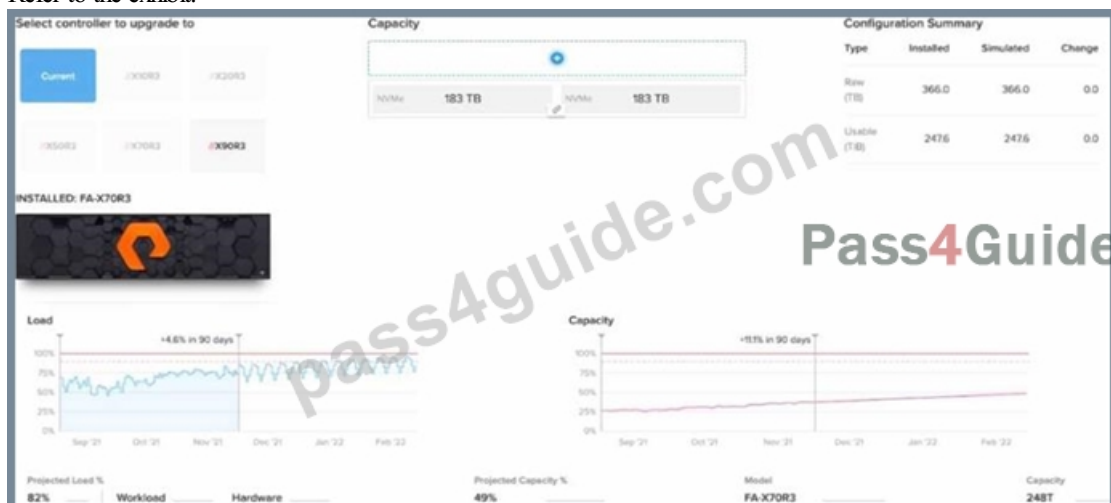 Refer to the exhibit.
Select controller to upgrade to
Current
//X10R3
//X20R3
//X50R3
//X70R3
//X90R3
INSTALLED: FA-X70R3
Capacity
NVMe 183 TB
NVMe 183 TB
Configuration Summary
Type Installed Simulated Change
Raw (TB) 366.0 366.0 0.0
Usable (TiB) 247.6 247.6 0.0
pass4guide.com
Pass4Guide
Load
+4.6% in 90 days
100%
75%
50%
25%
0%
Sep '21 Oct '21 Nov '21 Dec '21 Jan '22 Feb '22
Capacity
+11.1% in 90 days
100%
75%
50%
25%
0%
Sep '21 Oct '21 Nov '21 Dec '21 Jan '22 Feb '22
Projected Load %
82%
Workload
Hardware
Projected Capacity %
49%
Model
FA-X70R3
Capacity
248T